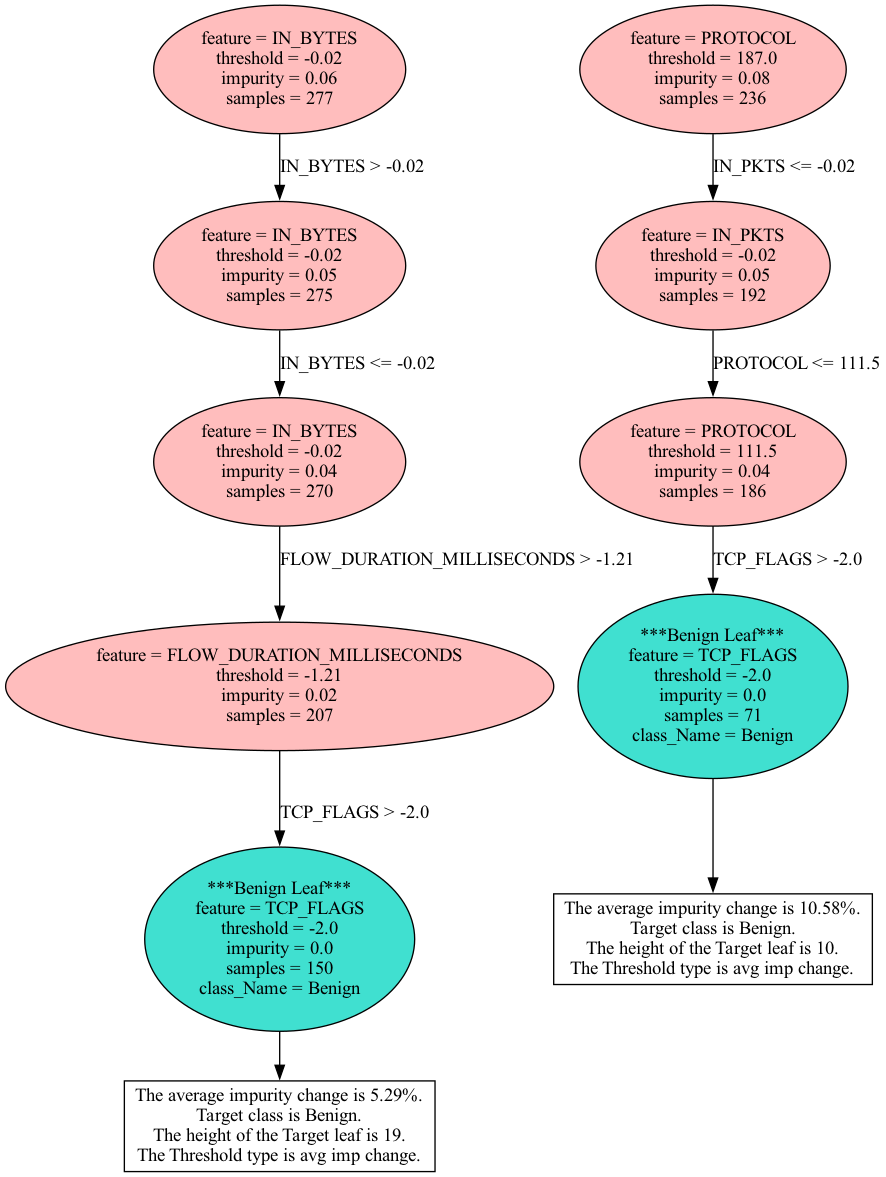 feature = IN_BYTES
threshold = -0.02
impurity = 0.06
samples = 277
IN_BYTES > -0.02
feature = IN_BYTES
threshold = -0.02
impurity = 0.05
samples = 275
IN_BYTES <= -0.02
feature = IN_BYTES
threshold = -0.02
impurity = 0.04
samples = 270
FLOW_DURATION_MILLISECONDS > -1.21
feature = FLOW_DURATION_MILLISECONDS
threshold = -1.21
impurity = 0.02
samples = 207
TCP_FLAGS > -2.0
***Benign Leaf***
feature = TCP_FLAGS
threshold = -2.0
impurity = 0.0
samples = 150
class_Name = Benign
The average impurity change is 5.29%.
Target class is Benign.
The height of the Target leaf is 19.
The Threshold type is avg imp change.
feature = PROTOCOL
threshold = 187.0
impurity = 0.08
samples = 236
IN_PKTS <= -0.02
feature = IN_PKTS
threshold = -0.02
impurity = 0.05
samples = 192
PROTOCOL <= 111.5
feature = PROTOCOL
threshold = 111.5
impurity = 0.04
samples = 186
TCP_FLAGS > -2.0
***Benign Leaf***
feature = TCP_FLAGS
threshold = -2.0
impurity = 0.0
samples = 71
class_Name = Benign
The average impurity change is 10.58%.
Target class is Benign.
The height of the Target leaf is 10.
The Threshold type is avg imp change.